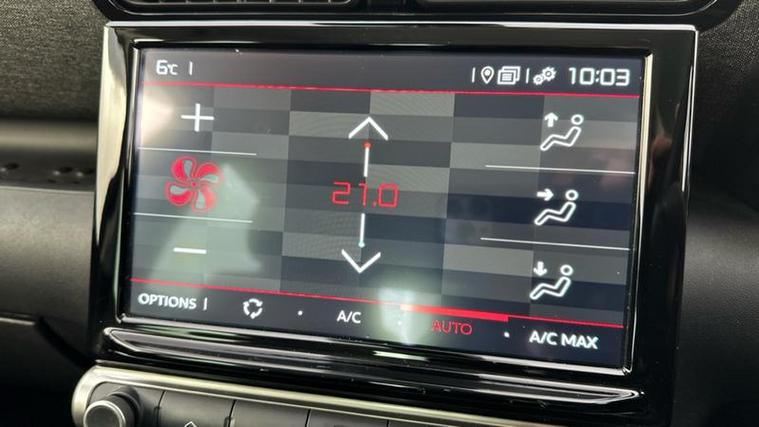 6°C 10:03
21.0
OPTIONS A/C AUTO A/C MAX